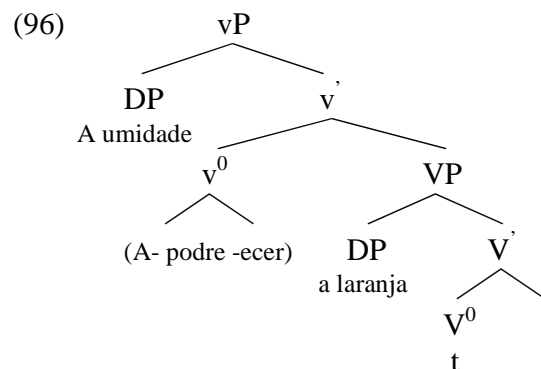 (96) vP
DP v’
A umidade
v⁰ VP
(A- podre -ecer) DP V’
a laranja
V⁰
t